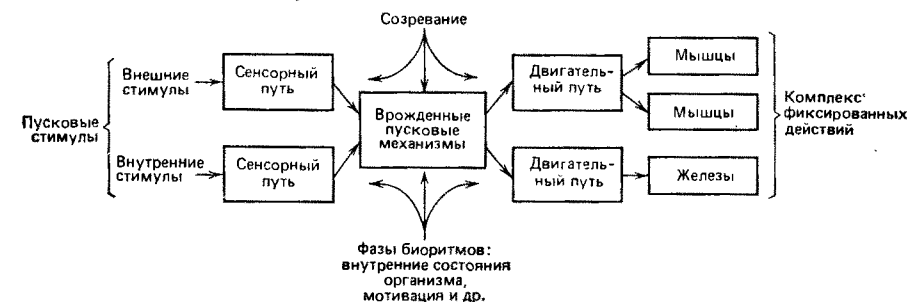 Созревание
Пусковые
стимулы
Внешние
стимулы
Сенсорный
путь
Внутренние
стимулы
Сенсорный
путь
Врожденные
пусковые
механизмы
Двигатель-
ный путь
Двигатель-
ный путь
Мышцы
Мышцы
Железы
Комплекс
фиксированных
действий
Фазы биоритмов:
внутренние состояния
организма,
мотивация и др.